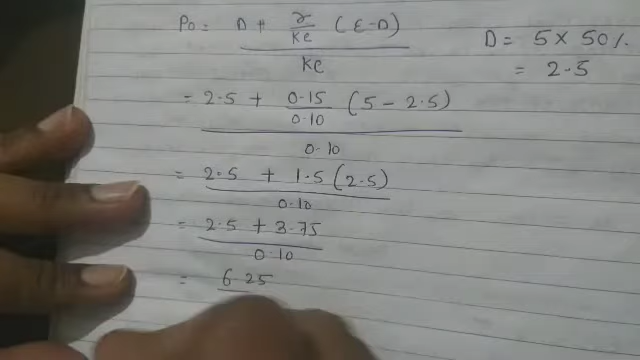 P0 = D + r/Ke (E-D)
Ke
D = 5 × 50%
= 2.5
= 2.5 + 0.15/0.10 (5 - 2.5)
0.10
= 2.5 + 1.5 (2.5)
0.10
= 2.5 + 3.75
0.10
= 6.25